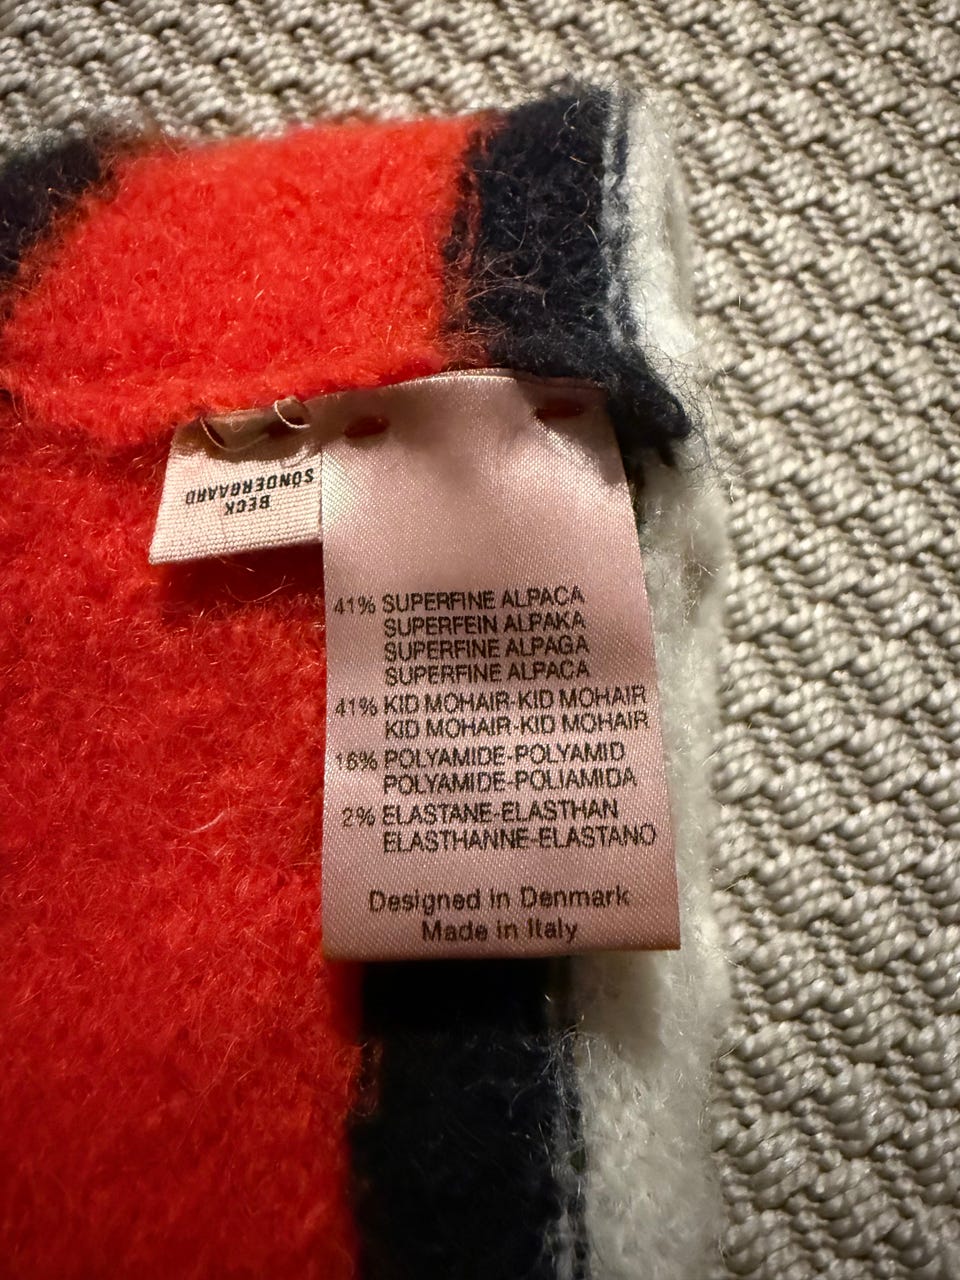 BECK
SÖNDERGAARD
41% SUPERFINE ALPACA
SUPERFEIN ALPAKA
SUPERFINE ALPAGA
SUPERFINE ALPACA
41% KID MOHAIR-KID MOHAIR
KID MOHAIR-KID MOHAIR
16% POLYAMIDE-POLYAMID
POLYAMIDE-POLIAMIDA
2% ELASTANE-ELASTHAN
ELASTHANNE-ELASTANO
Designed in Denmark
Made in Italy